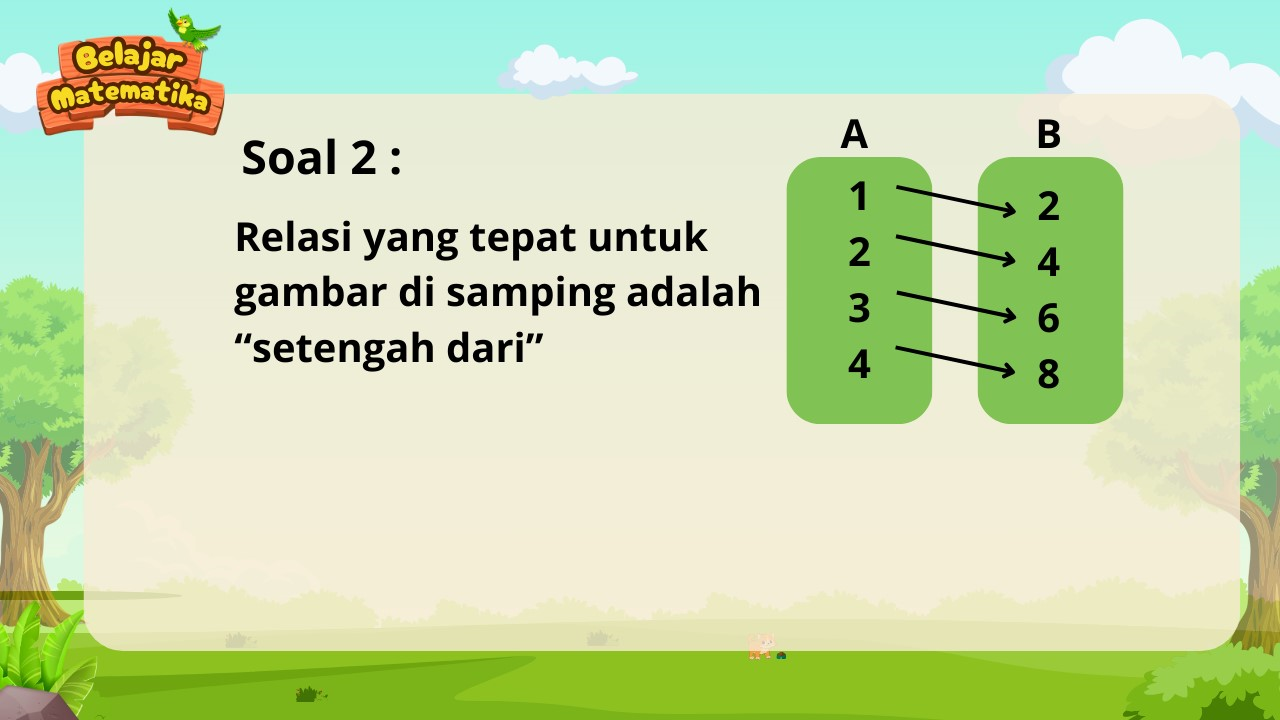 Belajar
Matematika
Soal 2 :
Relasi yang tepat untuk
gambar di samping adalah
“setengah dari”
A B
1 2
2 4
3 6
4 8